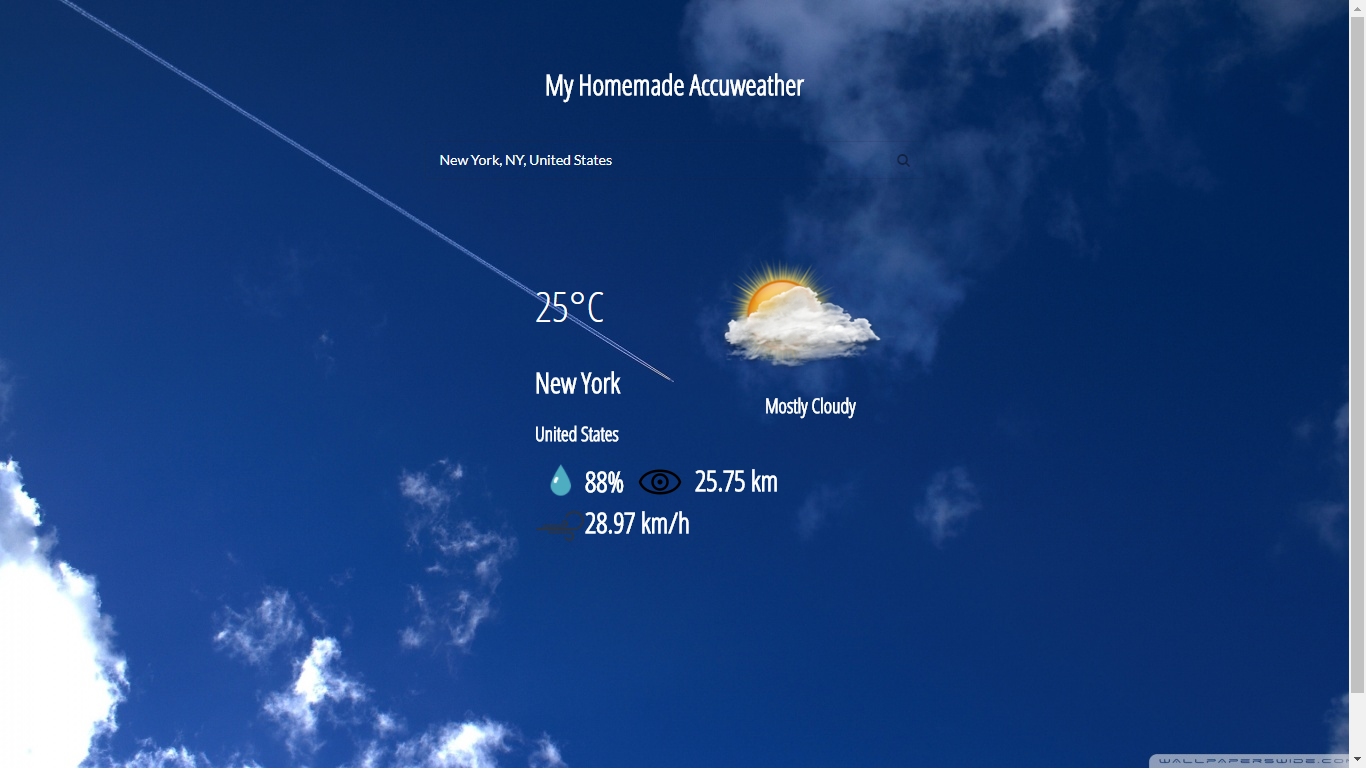 My Homemade Accuweather
New York, NY, United States
25°C
New York
Mostly Cloudy
United States
88% 25.75 km
28.97 km/h
WALLPAPERSWIDE.CO